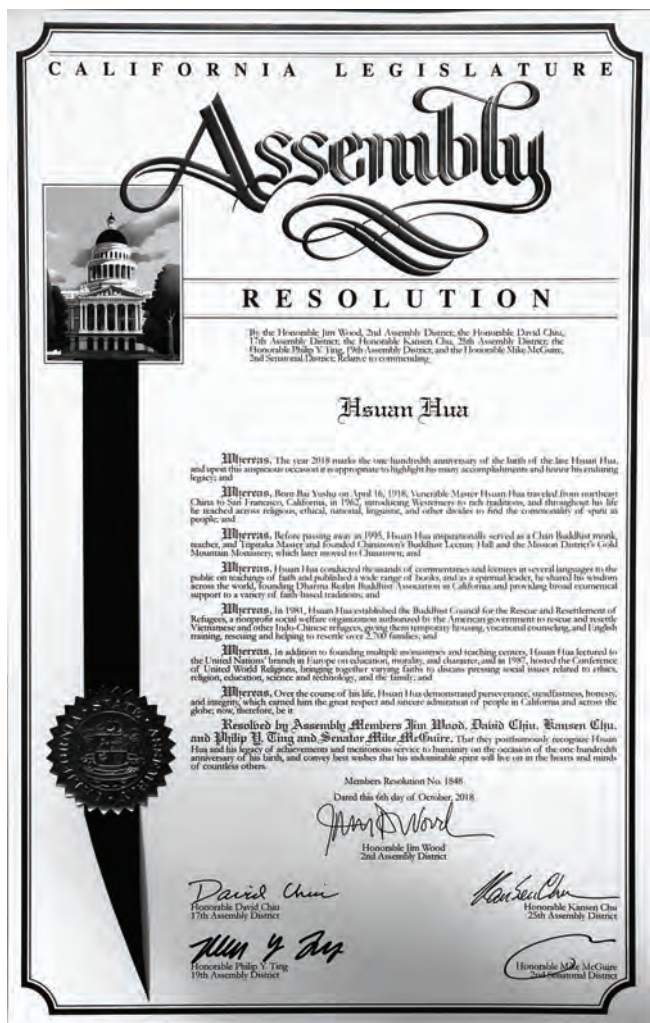 CALIFORNIA LEGISLATURE
Assembly
RESOLUTION
By the Honorable Jim Wood, 2nd Assembly District; the Honorable David Chiu,
17th Assembly District; the Honorable Kansen Chu, 25th Assembly District; the
Honorable Philip Y. Ting, 19th Assembly District; and the Honorable Mike McGuire,
2nd Senatorial District; Relative to commending
Hsuan Hua
Whereas, The year 2018 marks the one hundredth anniversary of the birth of the late Hsuan Hua,
and upon this auspicious occasion it is appropriate to highlight his many accomplishments and honor his enduring
legacy; and
Whereas, Born Bai Yushu on April 16, 1918, Venerable Master Hsuan Hua traveled from northeast
China to San Francisco, California, in 1962, introducing Westerners to rich traditions, and throughout his life
he reached across religious, ethical, national, linguistic, and other divides to find the commonality of spirit in
people; and
Whereas, Before passing away in 1995, Hsuan Hua inspirationally served as a Chan Buddhist monk,
teacher, and Tripitaka Master and founded Chinatown's Buddhist Lecture Hall and the Mission District's Gold
Mountain Monastery, which later moved to Chinatown; and
Whereas, Hsuan Hua conducted thousands of commentaries and lectures in several languages to the
public on teachings of faith and published a wide range of books, and as a spiritual leader, he shared his wisdom
across the world, founding Dharma Realm Buddhist Association in California and providing broad ecumenical
support to a variety of faith-based traditions; and
Whereas, In 1981, Hsuan Hua established the Buddhist Council for the Rescue and Resettlement of
Refugees, a nonprofit social welfare organization authorized by the American government to rescue and resettle
Vietnamese and other Indo-Chinese refugees, giving them temporary housing, vocational counseling, and English
training, rescuing and helping to resettle over 2,700 families; and
Whereas, In addition to founding multiple monasteries and teaching centers, Hsuan Hua lectured to
the United Nations' branch in Europe on education, morality, and character, and in 1987, hosted the Conference
of United World Religions, bringing together varying faiths to discuss pressing social issues related to ethics,
religion, education, science and technology, and the family; and
Whereas, Over the course of his life, Hsuan Hua demonstrated perseverance, steadfastness, honesty,
and integrity, which earned him the great respect and sincere admiration of people in California and across the
globe; now, therefore, be it
Resolved by Assembly Members Jim Wood, David Chiu, Kansen Chu,
and Philip Y. Ting and Senator Mike McGuire, That they posthumously recognize Hsuan
Hua and his legacy of achievements and meritorious service to humanity on the occasion of the one hundredth
anniversary of his birth, and convey best wishes that his indomitable spirit will live on in the hearts and minds
of countless others.
Members Resolution No. 1848
Dated this 6th day of October, 2018
Honorable Jim Wood
2nd Assembly District
David Chiu
Honorable David Chiu
17th Assembly District
Kansen Chu
Honorable Kansen Chu
25th Assembly District
Honorable Philip Y. Ting
19th Assembly District
Honorable Mike McGuire
2nd Senatorial District